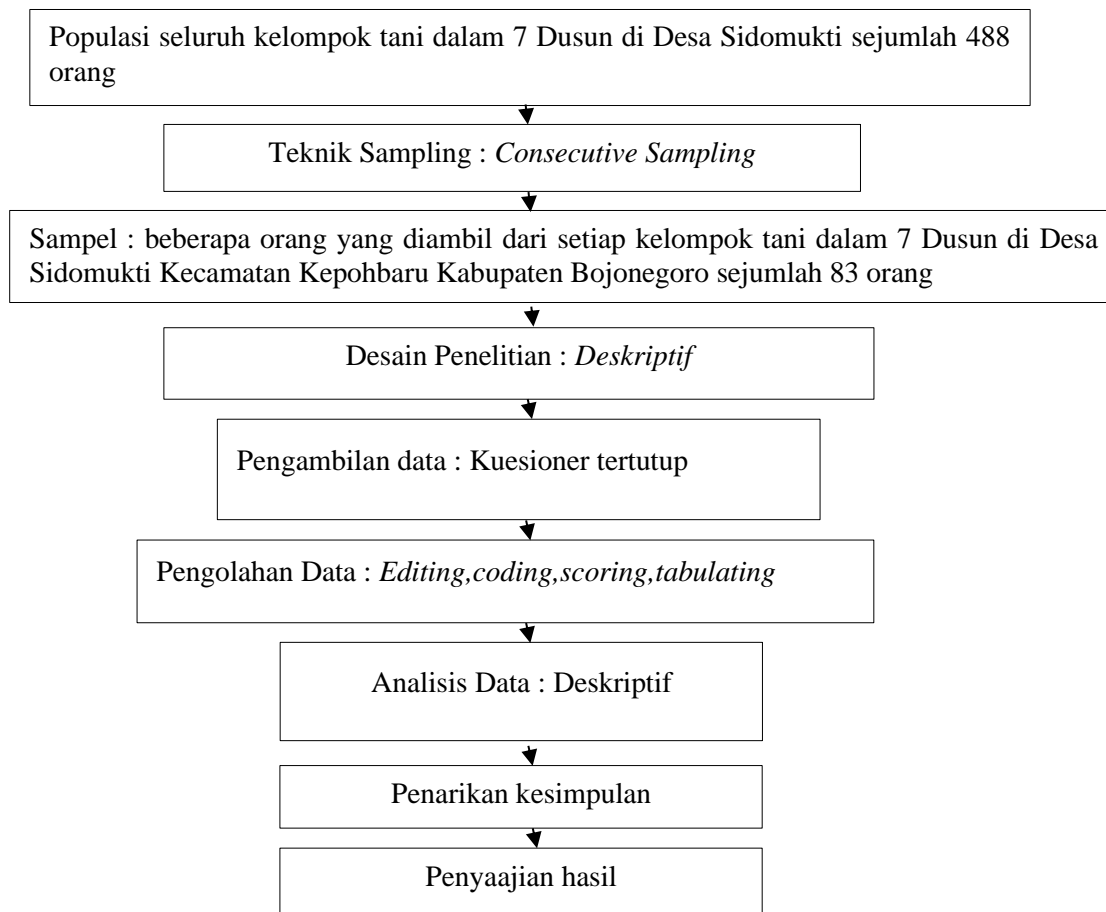 Populasi seluruh kelompok tani dalam 7 Dusun di Desa Sidomukti sejumlah 488
orang
Teknik Sampling : Consecutive Sampling
Sampel : beberapa orang yang diambil dari setiap kelompok tani dalam 7 Dusun di Desa
Sidomukti Kecamatan Kepohbaru Kabupaten Bojonegoro sejumlah 83 orang
Desain Penelitian : Deskriptif
Pengambilan data : Kuesioner tertutup
Pengolahan Data : Editing,coding,scoring,tabulating
Analisis Data : Deskriptif
Penarikan kesimpulan
Penyaajian hasil